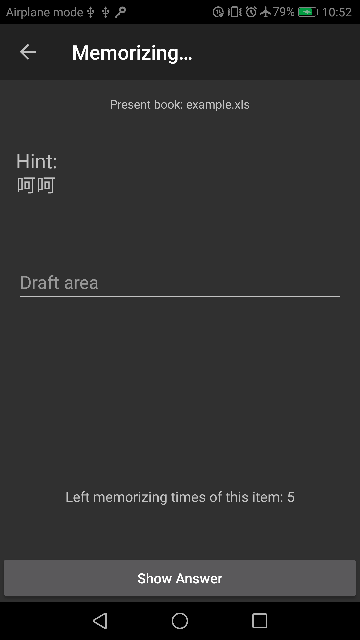 Airplane mode 79% 10:52
Memorizing...
Present book: example.xls
Hint:
呵呵
Draft area
Left memorizing times of this item: 5
Show Answer